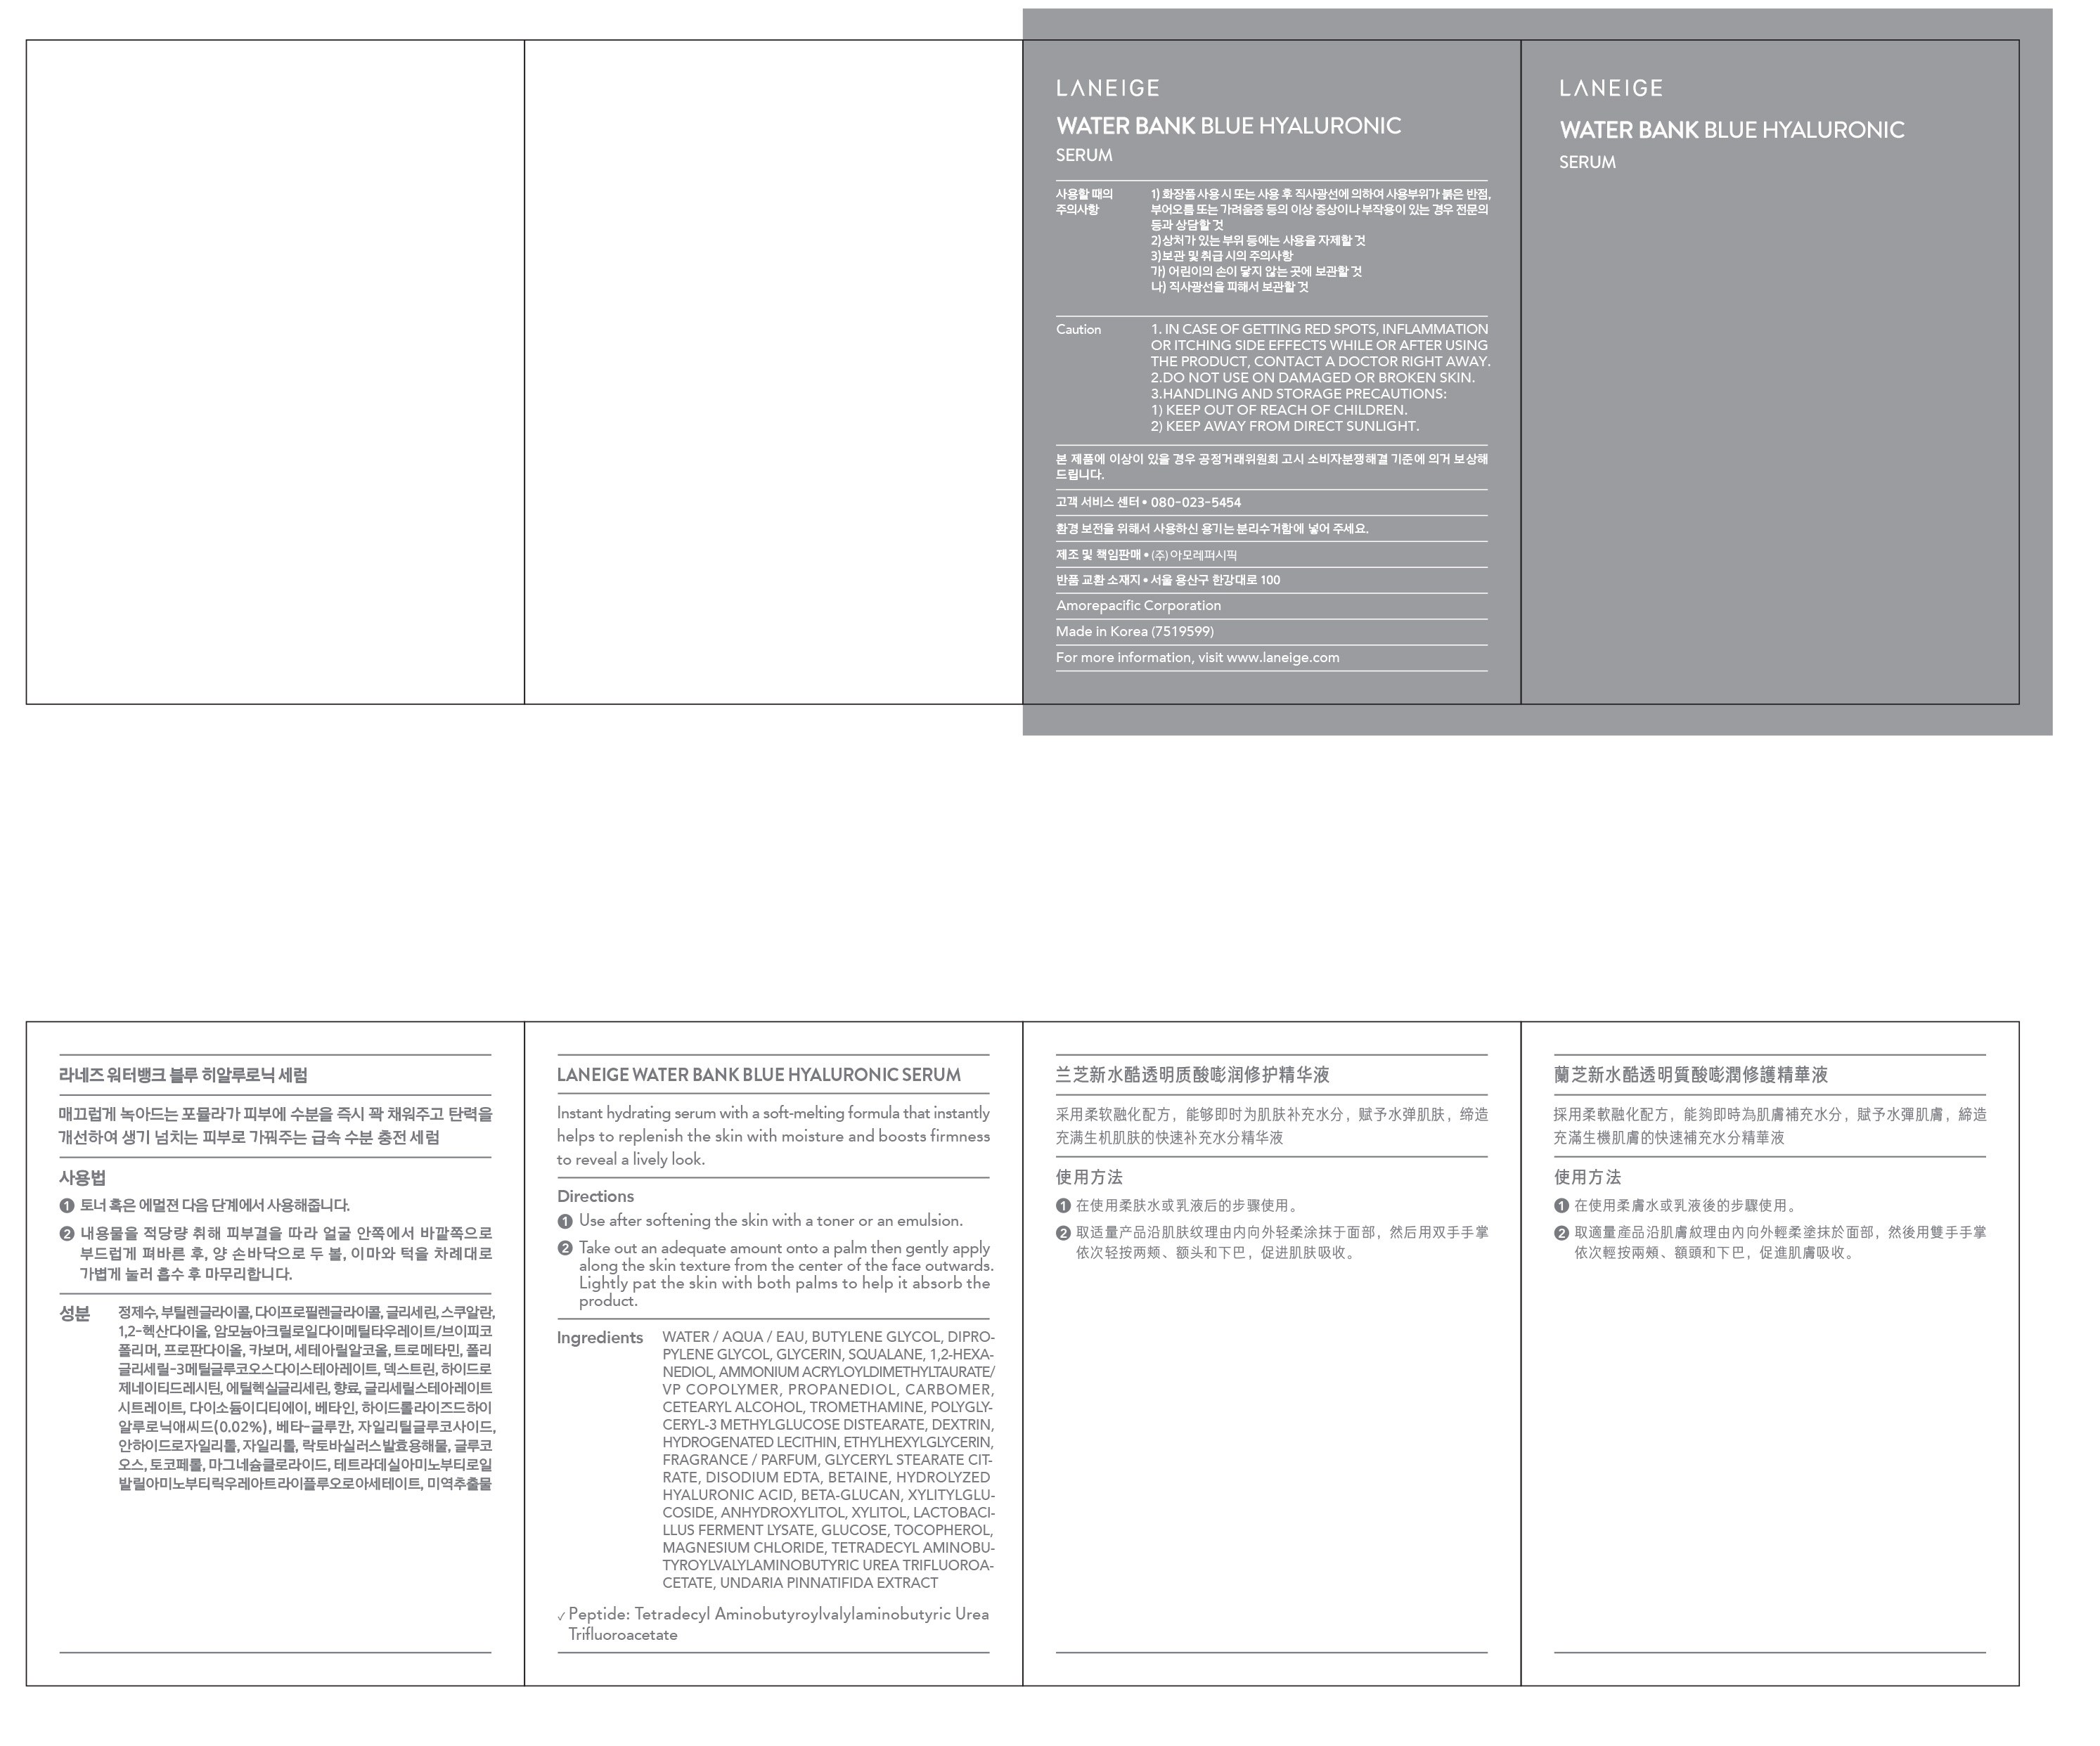 LANEIGE
WATER BANK BLUE HYALURONIC
SERUM
사용할 때의
주의사항
1) 화장품 사용 시 또는 사용 후 직사광선에 의하여 사용부위가 붉은 반점,
부어오름 또는 가려움증 등의 이상 증상이나 부작용이 있는 경우 전문의
등과 상담할 것
2)상처가 있는 부위 등에는 사용을 자제할 것
3)보관 및 취급 시의 주의사항
가) 어린이의 손이 닿지 않는 곳에 보관할 것
나) 직사광선을 피해서 보관할 것
Caution
1. IN CASE OF GETTING RED SPOTS, INFLAMMATION
OR ITCHING SIDE EFFECTS WHILE OR AFTER USING
THE PRODUCT, CONTACT A DOCTOR RIGHT AWAY.
2.DO NOT USE ON DAMAGED OR BROKEN SKIN.
3.HANDLING AND STORAGE PRECAUTIONS:
1) KEEP OUT OF REACH OF CHILDREN.
2) KEEP AWAY FROM DIRECT SUNLIGHT.
본 제품에 이상이 있을 경우 공정거래위원회 고시 소비자분쟁해결 기준에 의거 보상해
드립니다.
고객 서비스 센터 • 080-023-5454
환경 보전을 위해서 사용하신 용기는 분리수거함에 넣어 주세요.
제조 및 책임판매 • (주)아모레퍼시픽
반품 교환 소재지 • 서울 용산구 한강대로 100
Amorepacific Corporation
Made in Korea (7519599)
For more information, visit www.laneige.com
LANEIGE
WATER BANK BLUE HYALURONIC
SERUM
라네즈 워터뱅크 블루 히알루로닉 세럼
매끄럽게 녹아드는 포뮬라가 피부에 수분을 즉시 꽉 채워주고 탄력을
개선하여 생기 넘치는 피부로 가꿔주는 급속 수분 충전 세럼
사용법
1 토너 혹은 에멀젼 다음 단계에서 사용해줍니다.
2 내용물을 적당량 취해 피부결을 따라 얼굴 안쪽에서 바깥쪽으로
부드럽게 펴바른 후, 양 손바닥으로 두 볼, 이마와 턱을 차례대로
가볍게 눌러 흡수 후 마무리합니다.
성분
정제수, 부틸렌글라이콜, 다이프로필렌글라이콜, 글리세린, 스쿠알란,
1,2-헥산다이올, 암모늄아크릴로일다이메틸타우레이트/브이피코
폴리머, 프로판다이올, 카보머, 세테아릴알코올, 트로메타민, 폴리
글리세릴-3메틸글루코오스다이스테아레이트, 덱스트린, 하이드로
제네이티드레시틴, 에틸헥실글리세린, 향료, 글리세릴스테아레이트
시트레이트, 다이소듐이디티에이, 베타인, 하이드롤라이즈드하이
알루로닉애씨드(0.02%), 베타-글루칸, 자일리틸글루코사이드,
안하이드로자일리톨, 자일리톨, 락토바실러스발효용해물, 글루코
오스, 토코페롤, 마그네슘클로라이드, 테트라데실아미노부티로일
발릴아미노부티릭우레아트라이플루오로아세테이트, 미역추출물
LANEIGE WATER BANK BLUE HYALURONIC SERUM
Instant hydrating serum with a soft-melting formula that instantly
helps to replenish the skin with moisture and boosts firmness
to reveal a lively look.
Directions
1 Use after softening the skin with a toner or an emulsion.
2 Take out an adequate amount onto a palm then gently apply
along the skin texture from the center of the face outwards.
Lightly pat the skin with both palms to help it absorb the
product.
Ingredients
WATER / AQUA / EAU, BUTYLENE GLYCOL, DIPRO-
PYLENE GLYCOL, GLYCERIN, SQUALANE, 1,2-HEXA-
NEDIOL, AMMONIUM ACRYLOYLDIMETHYLTAURATE/
VP COPOLYMER, PROPANEDIOL, CARBOMER,
CETEARYL ALCOHOL, TROMETHAMINE, POLYGLY-
CERYL-3 METHYLGLUCOSE DISTEARATE, DEXTRIN,
HYDROGENATED LECITHIN, ETHYLHEXYLGLYCERIN,
FRAGRANCE / PARFUM, GLYCERYL STEARATE CIT-
RATE, DISODIUM EDTA, BETAINE, HYDROLYZED
HYALURONIC ACID, BETA-GLUCAN, XYLITYLGLU-
COSIDE, ANHYDROXYLITOL, XYLITOL, LACTOBACI-
LLUS FERMENT LYSATE, GLUCOSE, TOCOPHEROL,
MAGNESIUM CHLORIDE, TETRADECYL AMINOBU-
TYROYLVALYLAMINOBUTYRIC UREA TRIFLUOROA-
CETATE, UNDARIA PINNATIFIDA EXTRACT
✓ Peptide: Tetradecyl Aminobutyroylvalylaminobutyric Urea
Trifluoroacetate
兰芝新水酷透明质酸嘭润修护精华液
采用柔软融化配方，能够即时为肌肤补充水分，赋予水弹肌肤，缔造
充满生机肌肤的快速补充水分精华液
使用方法
1 在使用柔肤水或乳液后的步骤使用。
2 取适量产品沿肌肤纹理由内向外轻柔涂抹于面部，然后用双手手掌
依次轻按两颊、额头和下巴，促进肌肤吸收。
蘭芝新水酷透明質酸嘭潤修護精華液
採用柔軟融化配方，能夠即時為肌膚補充水分，賦予水彈肌膚，締造
充滿生機肌膚的快速補充水分精華液
使用方法
1 在使用柔膚水或乳液後的步驟使用。
2 取適量產品沿肌膚紋理由內向外輕柔塗抹於面部，然後用雙手手掌
依次輕按兩頰、額頭和下巴，促進肌膚吸收。